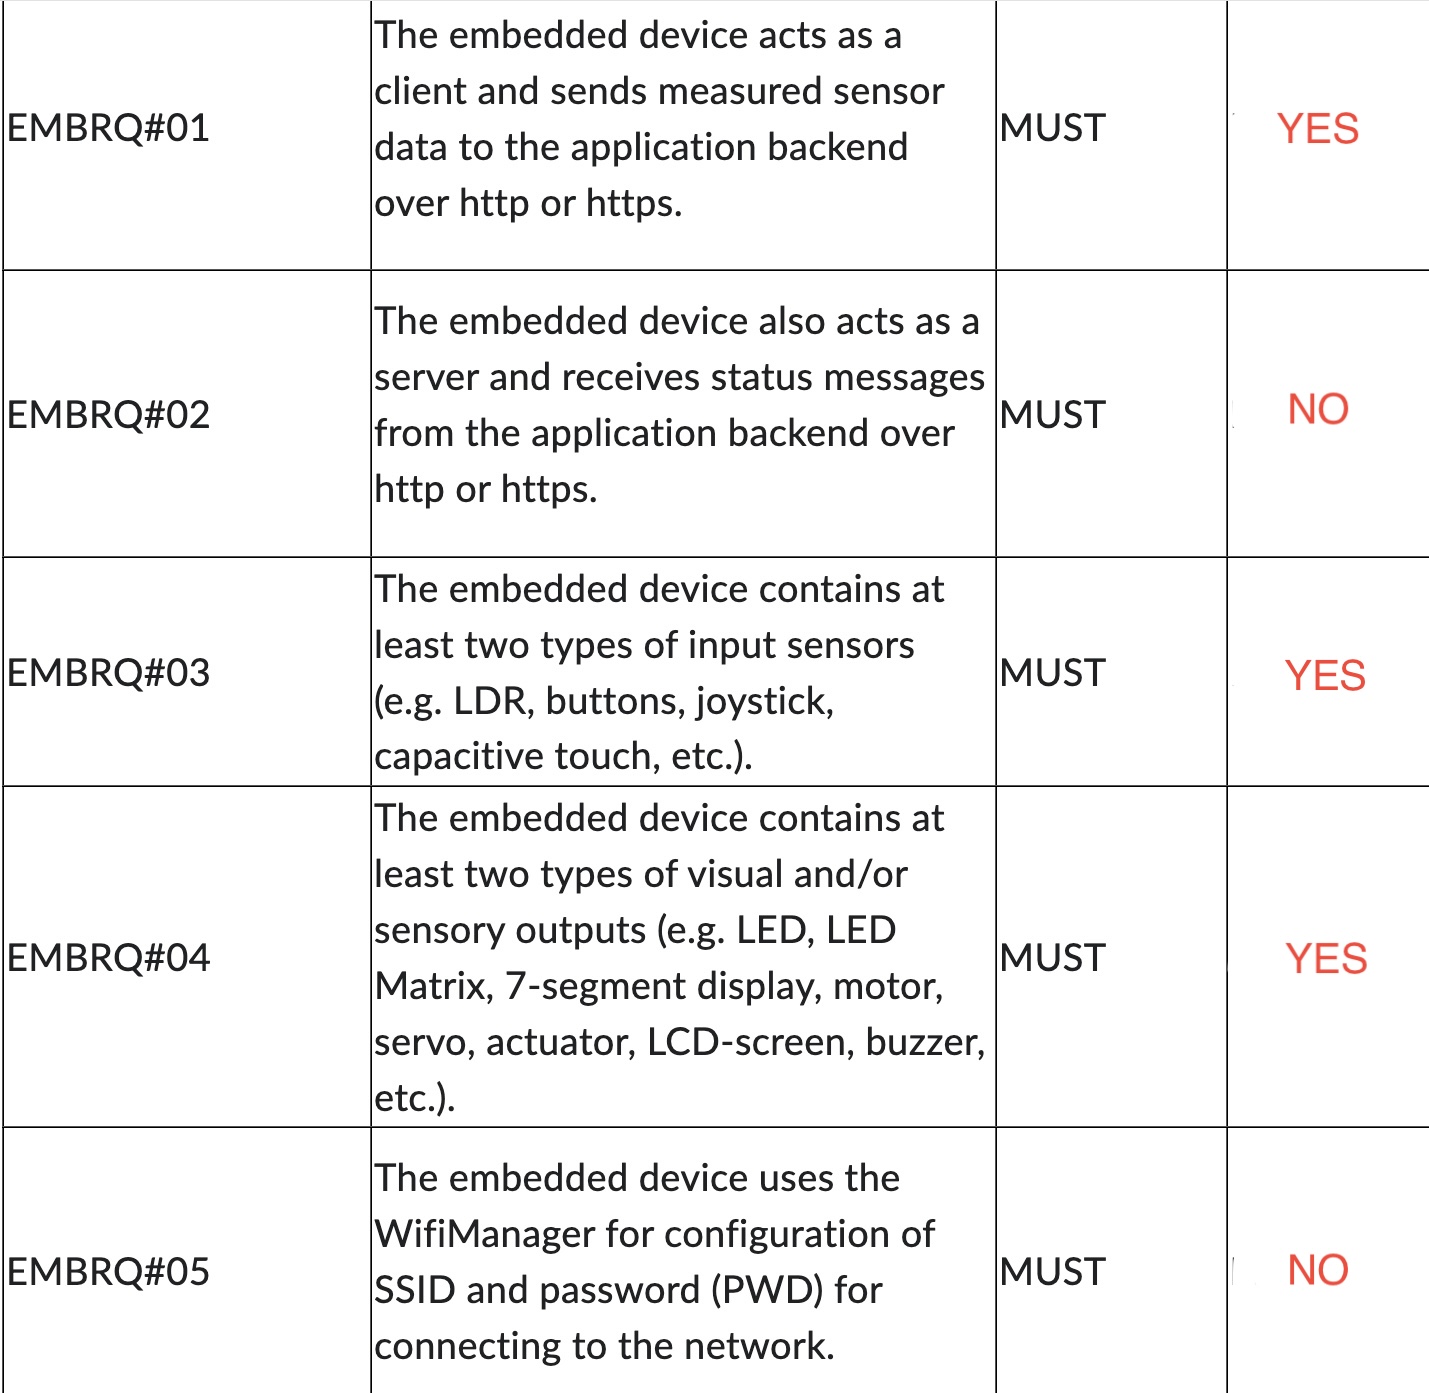 EMBRQ#01
The embedded device acts as a
client and sends measured sensor
data to the application backend
over http or https.
MUST
YES
EMBRQ#02
The embedded device also acts as a
server and receives status messages
from the application backend over
http or https.
MUST
NO
EMBRQ#03
The embedded device contains at
least two types of input sensors
(e.g. LDR, buttons, joystick,
capacitive touch, etc.).
MUST
YES
EMBRQ#04
The embedded device contains at
least two types of visual and/or
sensory outputs (e.g. LED, LED
Matrix, 7-segment display, motor,
servo, actuator, LCD-screen, buzzer,
etc.).
MUST
YES
EMBRQ#05
The embedded device uses the
WifiManager for configuration of
SSID and password (PWD) for
connecting to the network.
MUST
NO